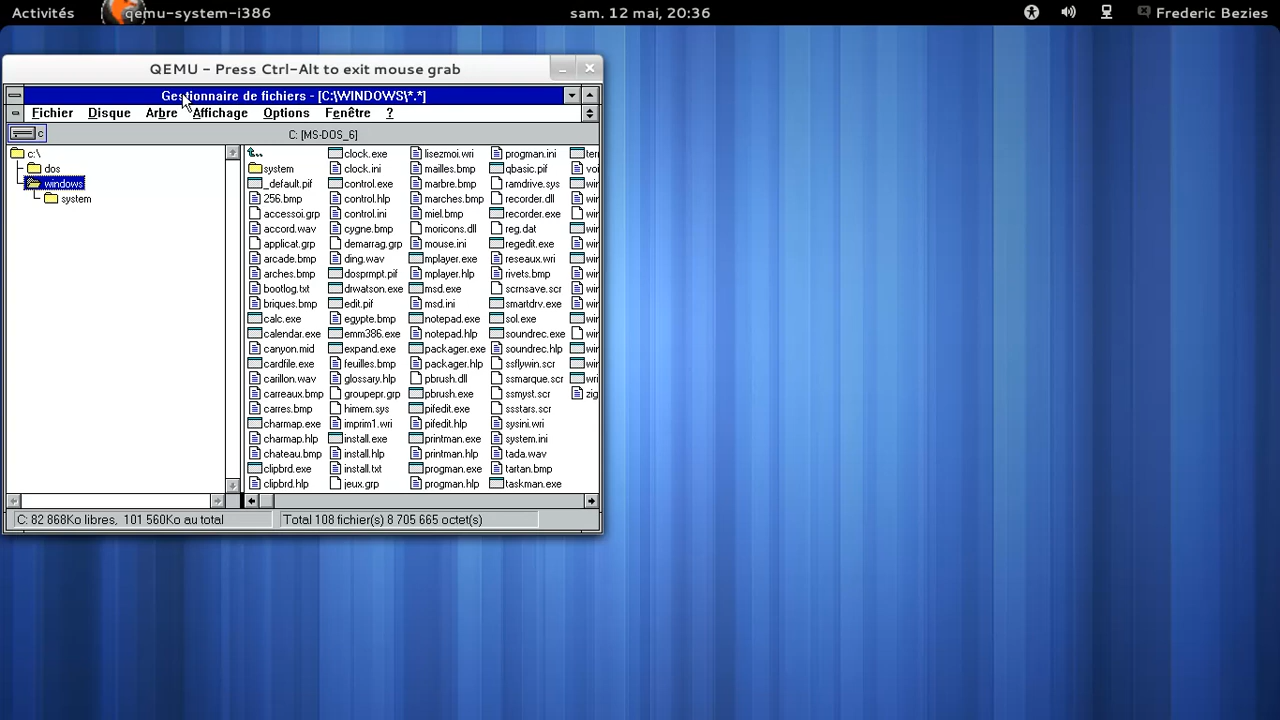 Activités qemu-system-i386 sam. 12 mai, 20:36 Frederic Bezies
QEMU - Press Ctrl-Alt to exit mouse grab
Gestionnaire de fichiers - [C:\WINDOWS\*.*]
Fichier Disque Arbre Affichage Options Fenêtre ?
c C: [MS-DOS_6]
c:\
dos
windows
system
system
_default.pif
256.bmp
accessoi.grp
accord.wav
applicat.grp
arcade.bmp
arches.bmp
bootlog.txt
briques.bmp
calc.exe
calendar.exe
canyon.mid
cardfile.exe
carillon.wav
carreaux.bmp
carres.bmp
charmap.exe
charmap.hlp
chateau.bmp
clipbrd.exe
clipbrd.hlp
clock.exe
clock.ini
control.exe
control.hlp
control.ini
cygne.bmp
demarrag.grp
ding.wav
dosprmpt.pif
drwatson.exe
edit.pif
egypte.bmp
emm386.exe
expand.exe
feuilles.bmp
glossary.hlp
groupepr.grp
himem.sys
imprim1.wri
install.exe
install.hlp
install.txt
jeux.grp
lisezmoi.wri
mailles.bmp
marbre.bmp
marches.bmp
miel.bmp
moricons.dll
mouse.ini
mplayer.exe
mplayer.hlp
msd.exe
msd.ini
notepad.exe
notepad.hlp
packager.exe
packager.hlp
pbrush.dll
pbrush.exe
pifedit.exe
pifedit.hlp
printman.exe
printman.hlp
progman.exe
progman.hlp
progman.ini
qbasic.pif
ramdrive.sys
recorder.dll
recorder.exe
reg.dat
regedit.exe
reseaux.wri
rivets.bmp
scrnsave.scr
smartdrv.exe
sol.exe
soundrec.exe
soundrec.hlp
ssflywin.scr
ssmarque.scr
ssmyst.scr
ssstars.scr
sysini.wri
system.ini
tada.wav
tartan.bmp
taskman.exe
C: 82 868Ko libres, 101 560Ko au total Total 108 fichier(s) 8 705 665 octet(s)